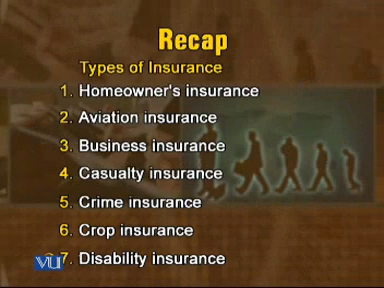 Recap
Types of Insurance
1. Homeowner's insurance
2. Aviation insurance
3. Business insurance
4. Casualty insurance
5. Crime insurance
6. Crop insurance
7. Disability insurance
VU